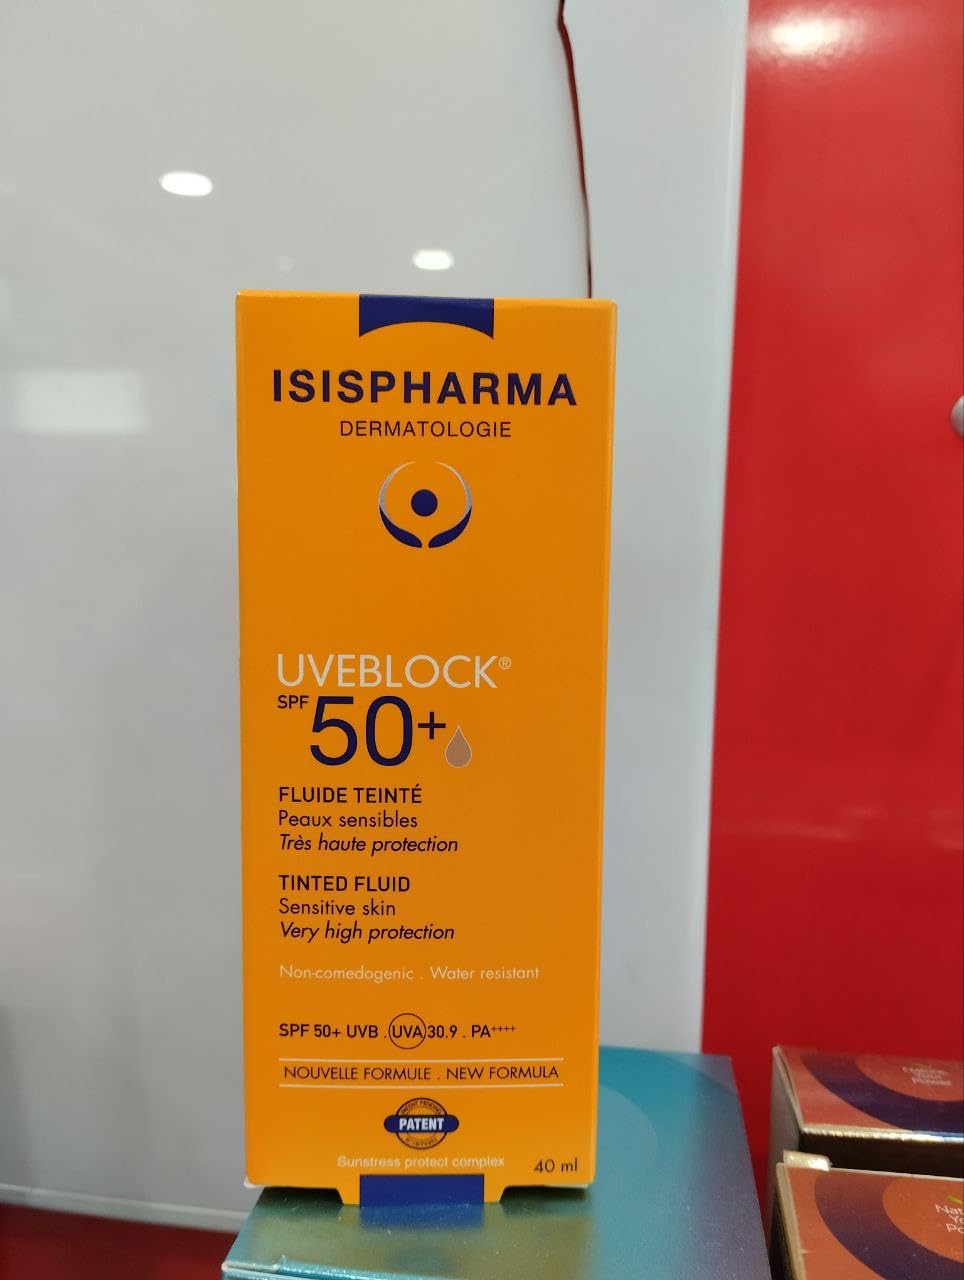 ISISPHARMA
DERMATOLOGIE
UVEBLOCK®
SPF 50+
FLUIDE TEINTÉ
Peaux sensibles
Très haute protection
TINTED FLUID
Sensitive skin
Very high protection
Non-comedogenic . Water resistant
SPF 50+ UVB . UVA 30.9 . PA++++
NOUVELLE FORMULE . NEW FORMULA
PATENT PENDING
PATENT
Sunstress protect complex
40 ml